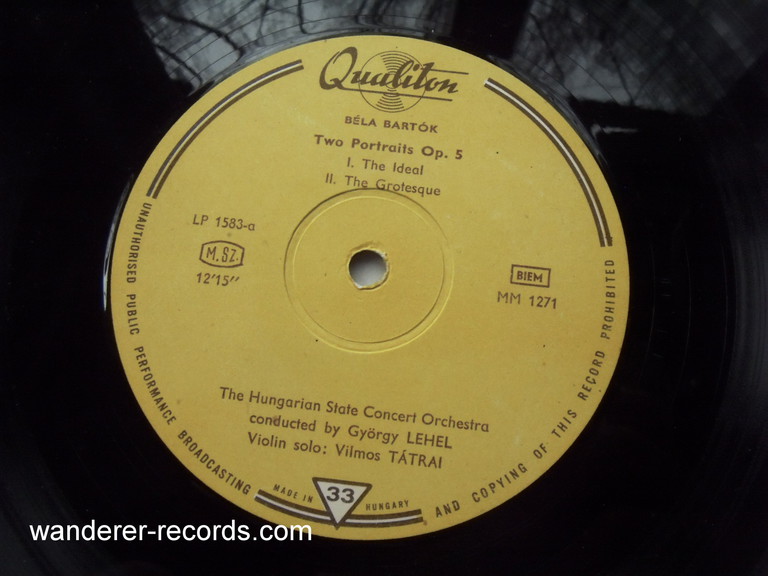 Qualiton
BÉLA BARTÓK
Two Portraits Op. 5
I. The Ideal
II. The Grotesque
LP 1583-a
M.SZ.
12'15"
BIEM
MM 1271
The Hungarian State Concert Orchestra
conducted by György LEHEL
Violin solo: Vilmos TÁTRAI
MADE IN 33 HUNGARY
UNAUTHORISED PUBLIC PERFORMANCE BROADCASTING AND COPYING OF THIS RECORD PROHIBITED
wanderer-records.com